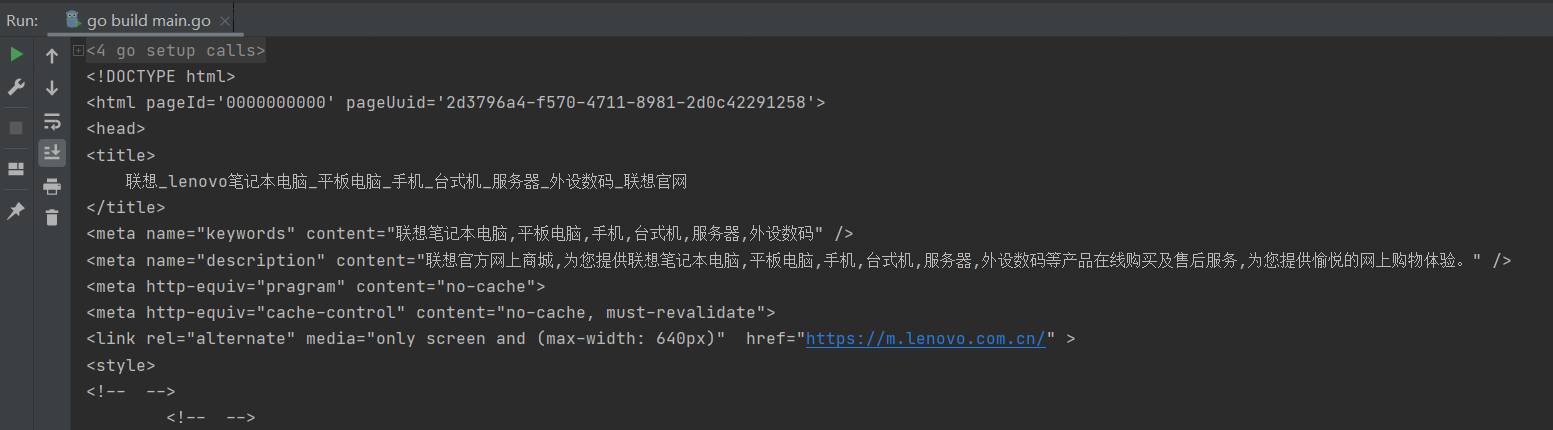 Run: go build main.go
<4 go setup calls>
<!DOCTYPE html>
<html pageId='0000000000' pageUuid='2d3796a4-f570-4711-8981-2d0c42291258'>
<head>
<title>
联想_lenovo笔记本电脑_平板电脑_手机_台式机_服务器_外设数码_联想官网
</title>
<meta name="keywords" content="联想笔记本电脑,平板电脑,手机,台式机,服务器,外设数码" />
<meta name="description" content="联想官方网上商城,为您提供联想笔记本电脑,平板电脑,手机,台式机,服务器,外设数码等产品在线购买及售后服务,为您提供愉悦的网上购物体验。" />
<meta http-equiv="pragram" content="no-cache">
<meta http-equiv="cache-control" content="no-cache, must-revalidate">
<link rel="alternate" media="only screen and (max-width: 640px)"  href="https://m.lenovo.com.cn/" >
<style>
<!--  -->
<!--  -->